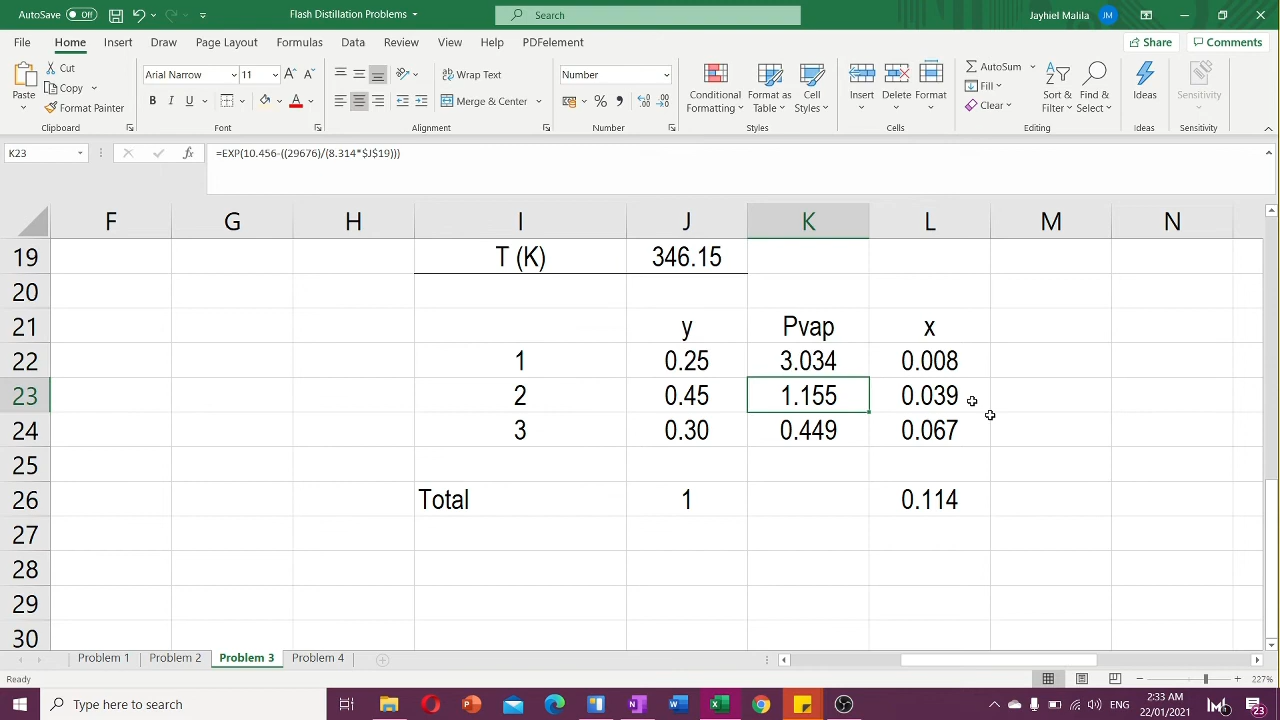 AutoSave Off
Flash Distillation Problems
Search
Jayhiel Malila JM
File Home Insert Draw Page Layout Formulas Data Review View Help PDFelement Share Comments
Paste Cut Copy Format Painter Clipboard
Arial Narrow 11 A A B I U A Font
ab Wrap Text Merge & Center Alignment
Number % , Number
Conditional Formatting Format as Table Cell Styles Styles
Insert Delete Format Cells
AutoSum Fill Clear Sort & Filter Find & Select Editing
Ideas Ideas
Sensitivity Sensitivity
K23 fx =EXP(10.456-((29676)/(8.314*$J$19)))
F G H I J K L M N
19 T (K) 346.15
20
21 y Pvap x
22 1 0.25 3.034 0.008
23 2 0.45 1.155 0.039
24 3 0.30 0.449 0.067
25
26 Total 1 0.114
27
28
29
30
Problem 1 Problem 2 Problem 3 Problem 4
Ready 227%
Type here to search
ENG 2:33 AM 22/01/2021 23